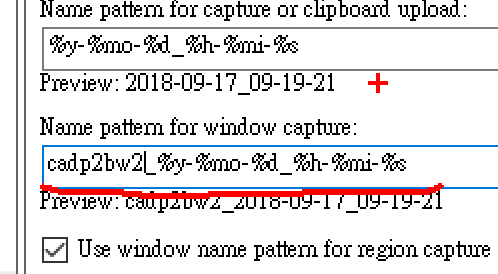 Name pattern for capture or clipboard upload:
%y-%mo-%d_%h-%mi-%s
Preview: 2018-09-17_09-19-21
Name pattern for window capture:
cadp2bw2_%y-%mo-%d_%h-%mi-%s
Preview: cadp2bw2_2018-09-17_09-19-21
Use window name pattern for region capture